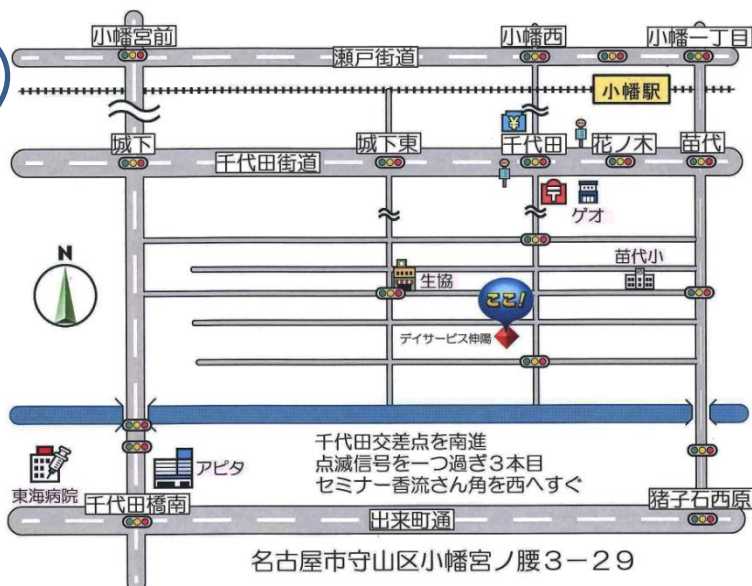 小幡宮前
小幡西
小幡一丁目
瀬戸街道
小幡駅
¥
城下
城下東
千代田
花ノ木
苗代
千代田街道
〒
ゲオ
N
苗代小
生協
ここ!
デイサービス伸陽
千代田交差点を南進
点滅信号を一つ過ぎ3本目
セミナー香流さん角を西へすぐ
アピタ
東海病院
千代田橋南
出来町通
猪子石西原
名古屋市守山区小幡宮ノ腰3-29